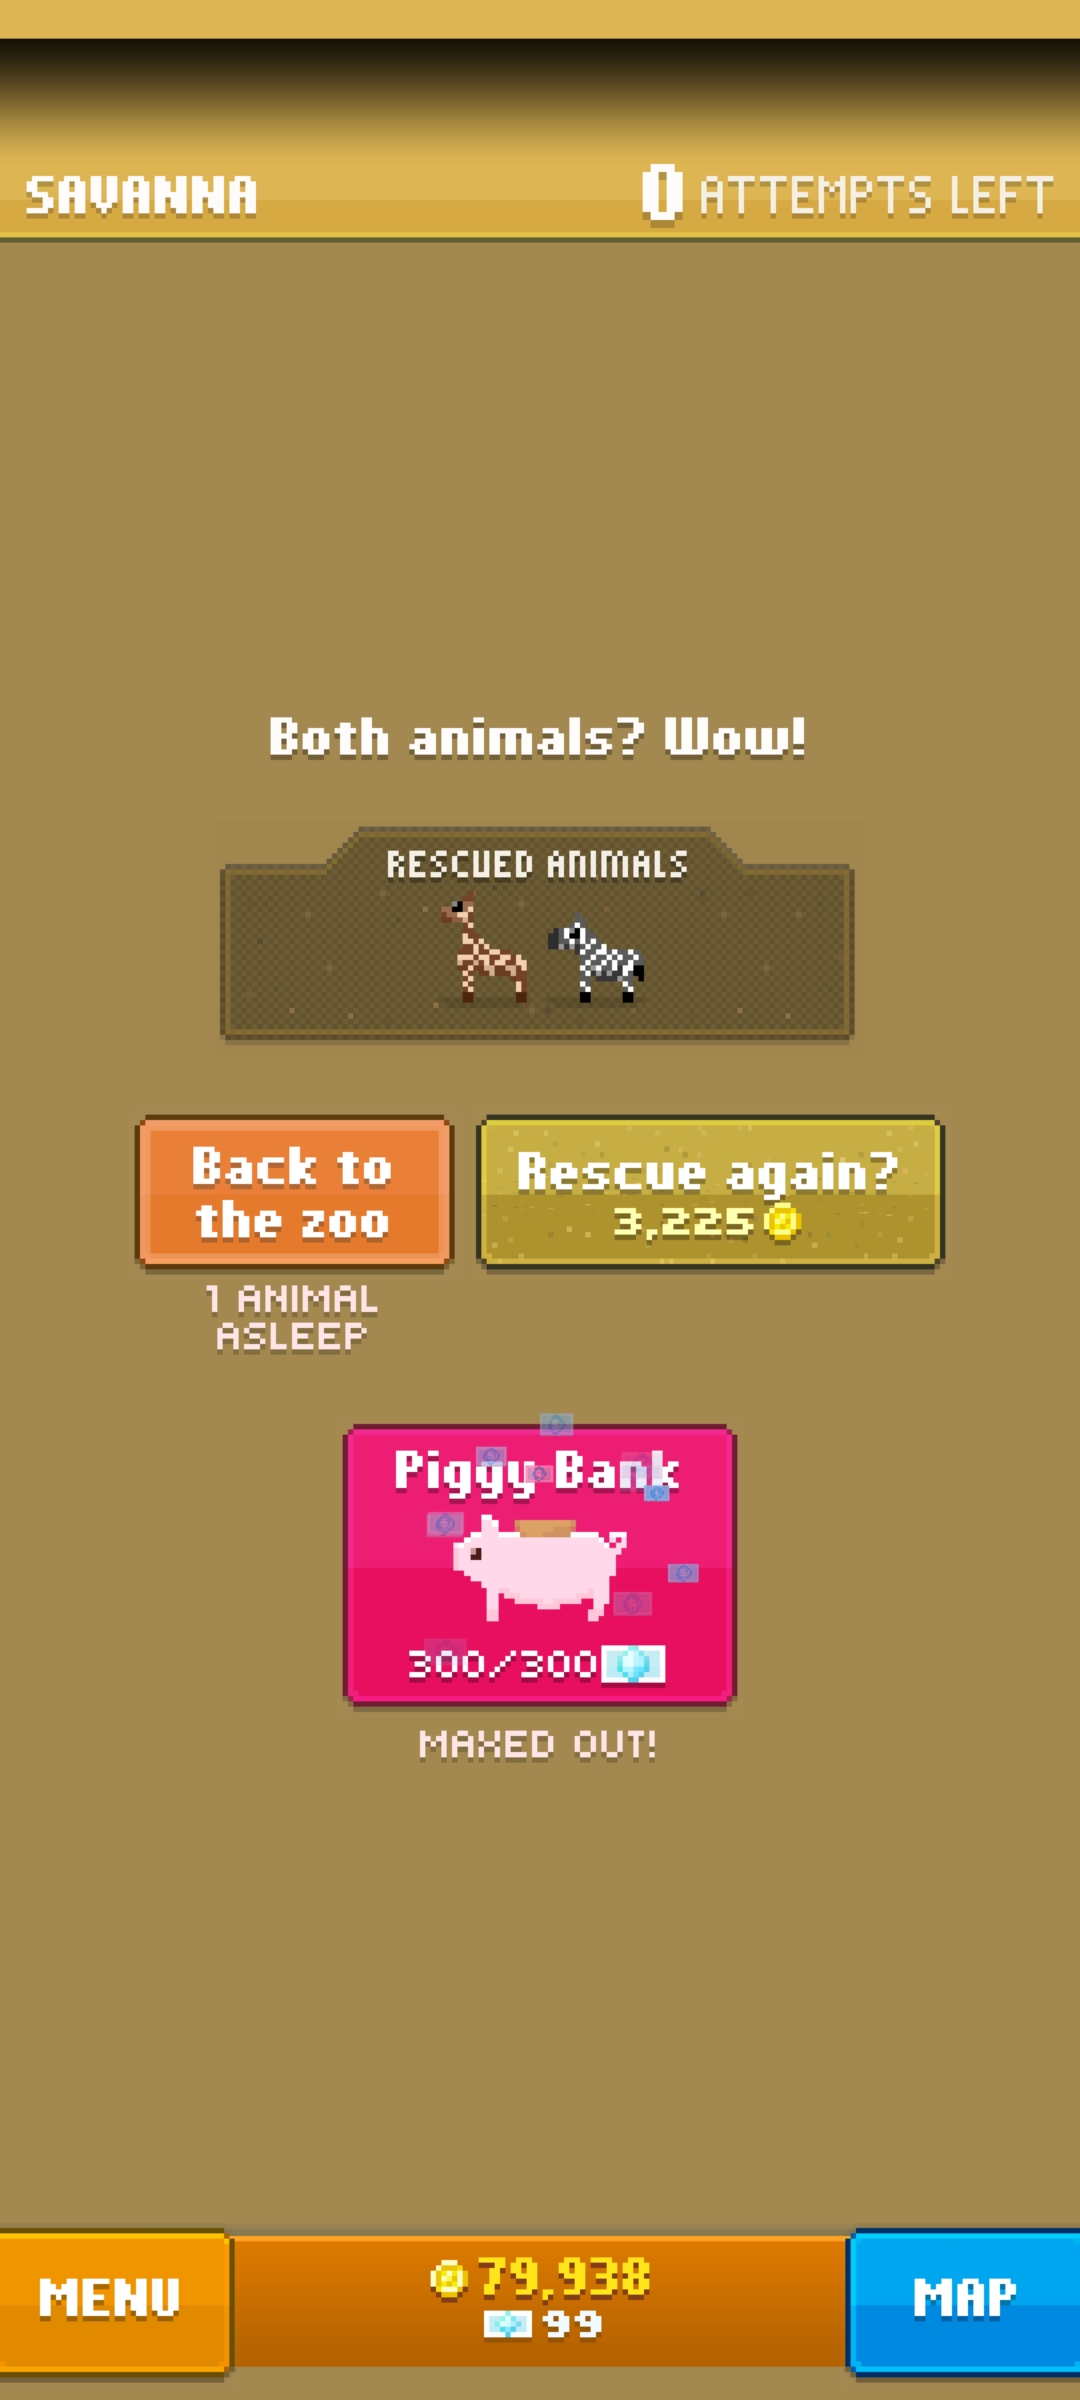 SAVANNA
0 ATTEMPTS LEFT
Both animals? Wow!
RESCUED ANIMALS
Back to
the zoo
Rescue again?
3,225
1 ANIMAL
ASLEEP
Piggy Bank
300/300
MAXED OUT!
MENU
79,938
99
MAP